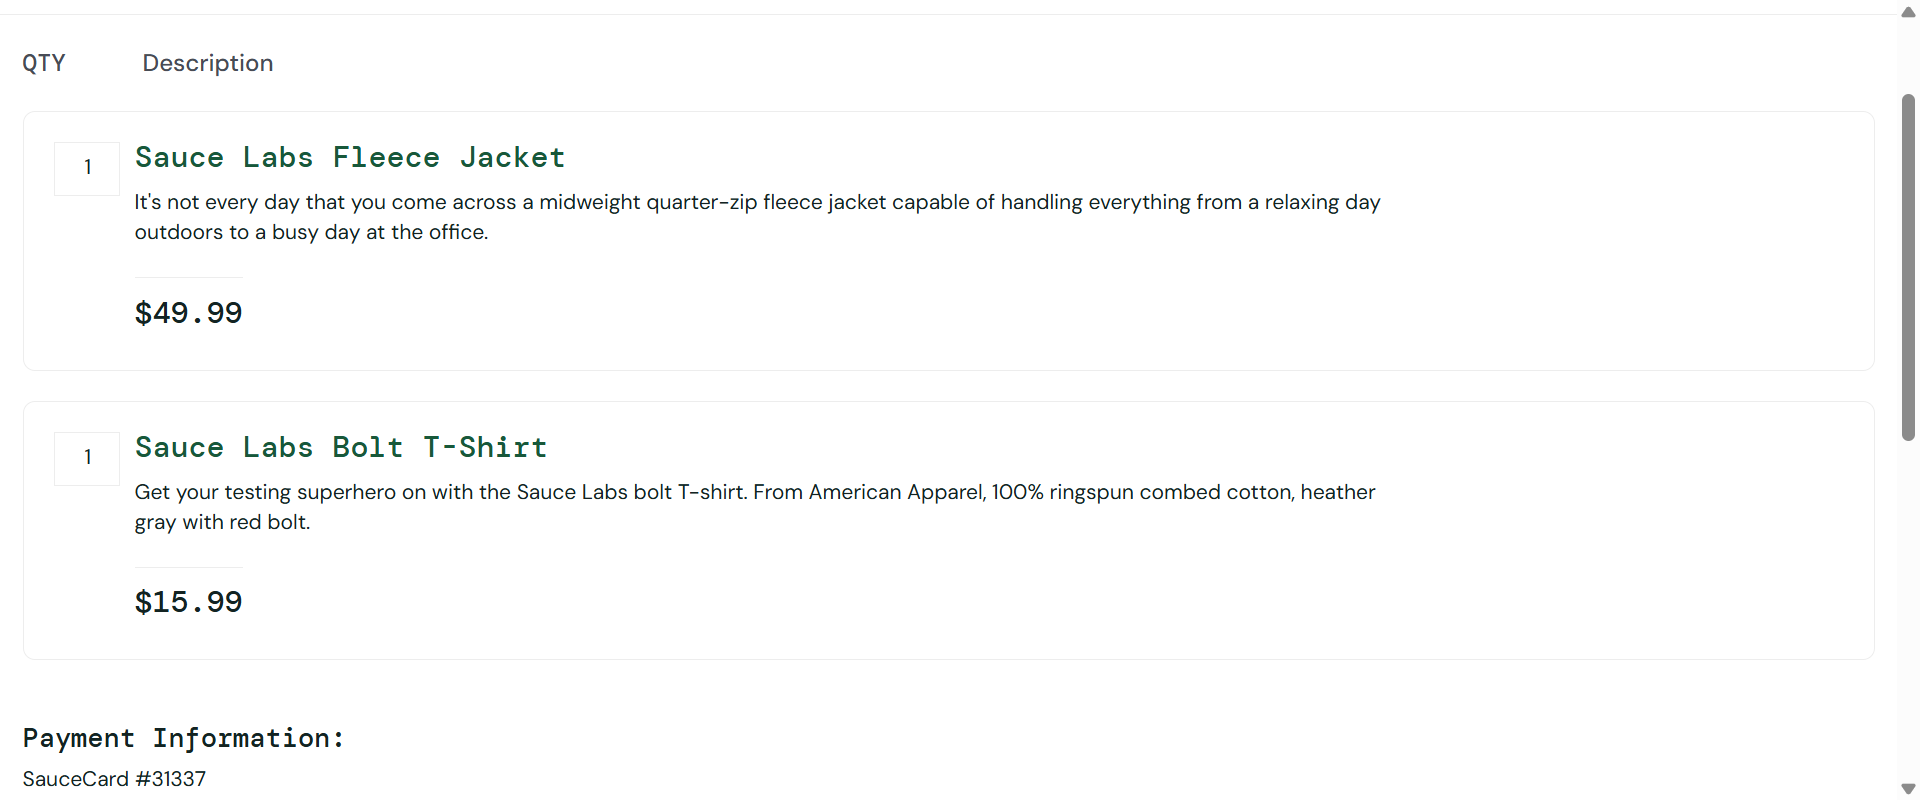 QTY Description
1 Sauce Labs Fleece Jacket
It's not every day that you come across a midweight quarter-zip fleece jacket capable of handling everything from a relaxing day
outdoors to a busy day at the office.
$49.99
1 Sauce Labs Bolt T-Shirt
Get your testing superhero on with the Sauce Labs bolt T-shirt. From American Apparel, 100% ringspun combed cotton, heather
gray with red bolt.
$15.99
Payment Information:
SauceCard #31337